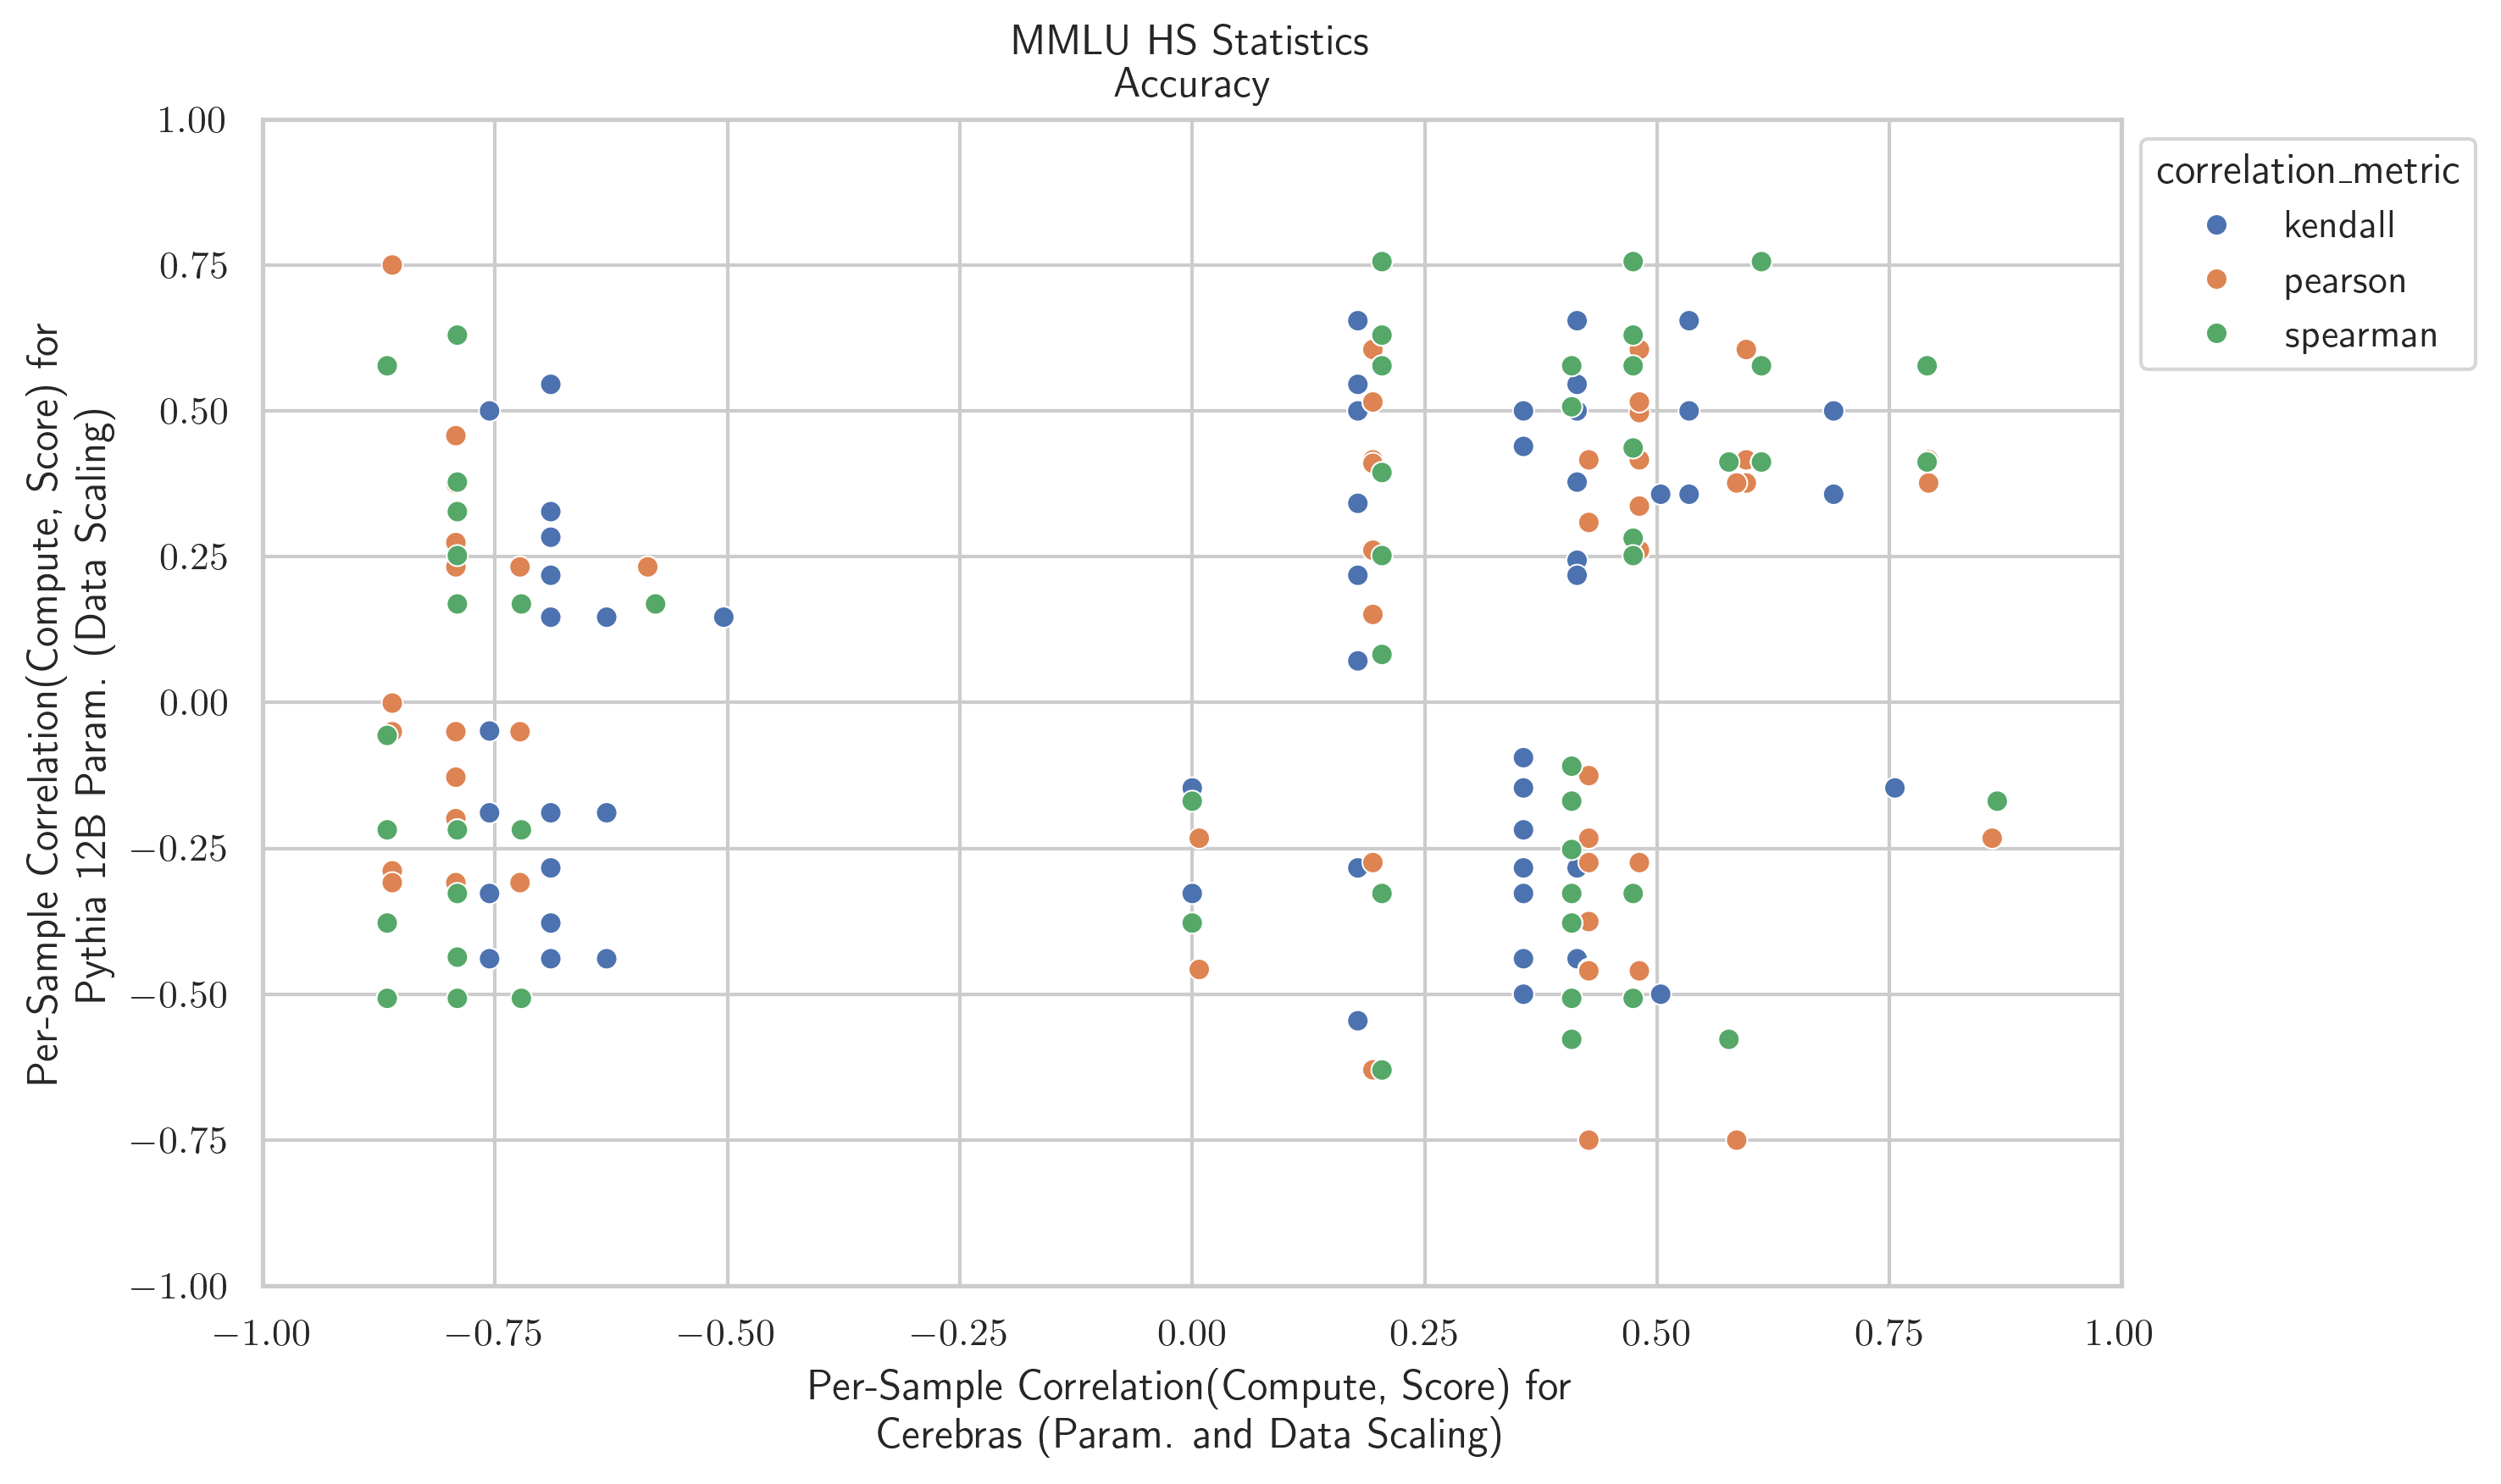 MMLU HS Statistics
Accuracy
Per-Sample Correlation(Compute, Score) for
Pythia 12B Param. (Data Scaling)
1.00
0.75
0.50
0.25
0.00
−0.25
−0.50
−0.75
−1.00
−1.00 −0.75 −0.50 −0.25 0.00 0.25 0.50 0.75 1.00
Per-Sample Correlation(Compute, Score) for
Cerebras (Param. and Data Scaling)
correlation_metric
kendall
pearson
spearman